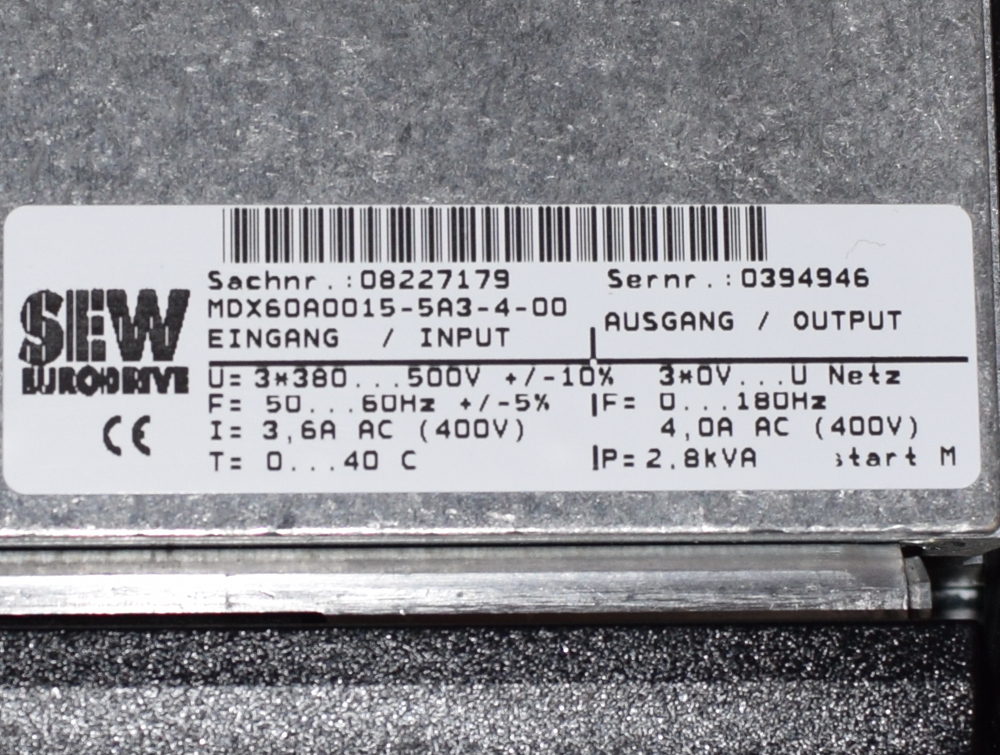 Sachnr.:08227179 Sernr.:0394946
MDX60A0015-5A3-4-00
EINGANG / INPUT AUSGANG / OUTPUT
SEW
EURODRIVE
CE
U= 3*380...500V +/-10% 3*0V...U Netz
F= 50...60Hz +/-5% F= 0...180Hz
I= 3,6A AC (400V) 4,0A AC (400V)
T= 0...40 C P=2.8kVA start M